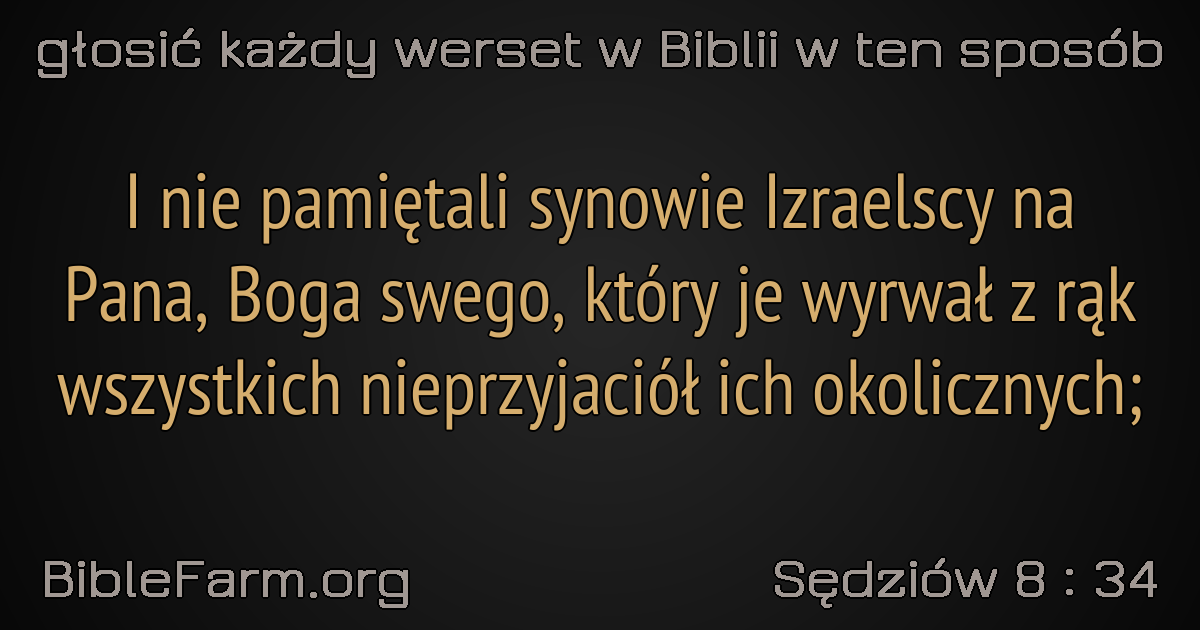 głosić każdy werset w Biblii w ten sposób
I nie pamiętali synowie Izraelscy na
Pana, Boga swego, który je wyrwał z rąk
wszystkich nieprzyjaciół ich okolicznych;
BibleFarm.org
Sędziów 8 : 34